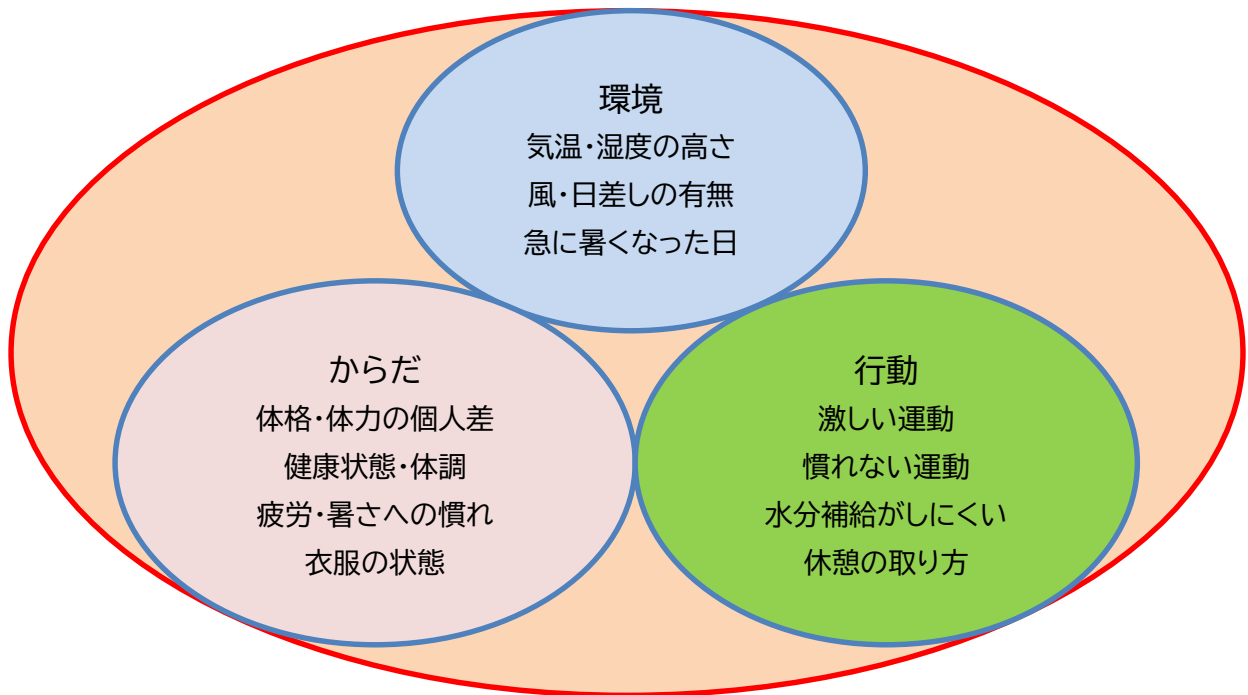 環境
気温・湿度の高さ
風・日差しの有無
急に暑くなった日
からだ
体格・体力の個人差
健康状態・体調
疲労・暑さへの慣れ
衣服の状態
行動
激しい運動
慣れない運動
水分補給がしにくい
休憩の取り方